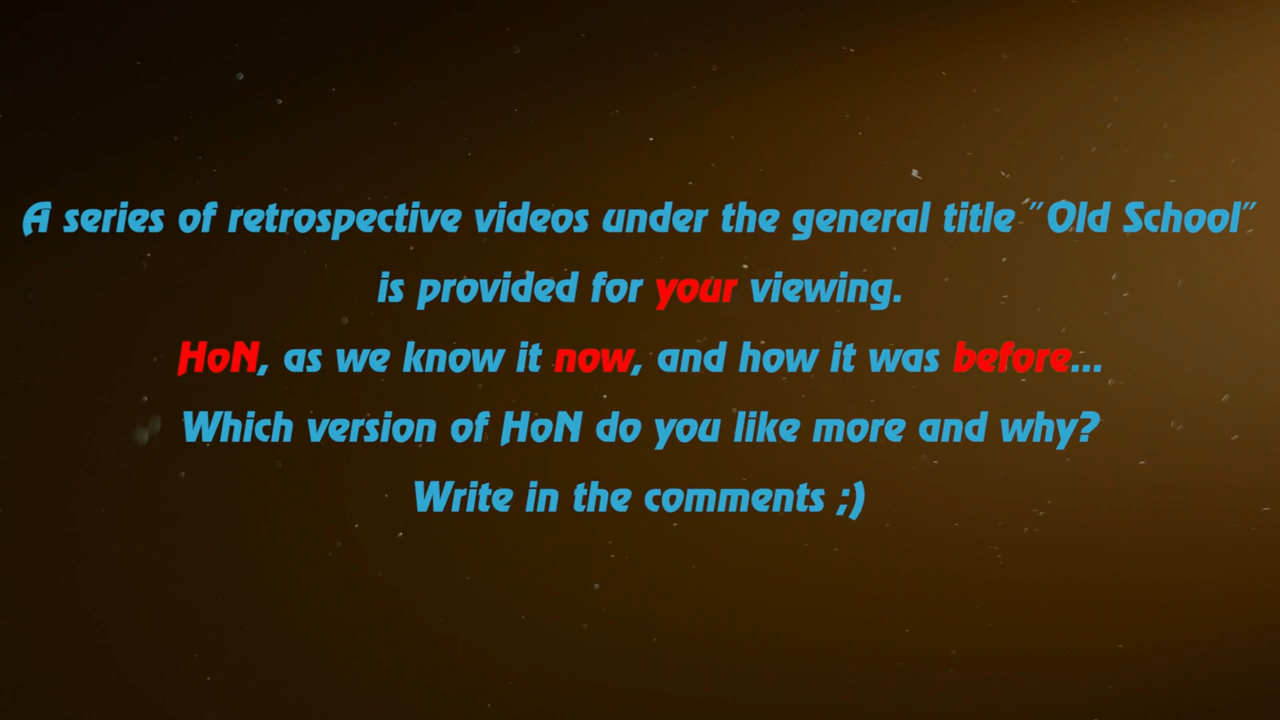 A series of retrospective videos under the general title "Old School"
is provided for your viewing.
HoN, as we know it now, and how it was before...
Which version of HoN do you like more and why?
Write in the comments ;)